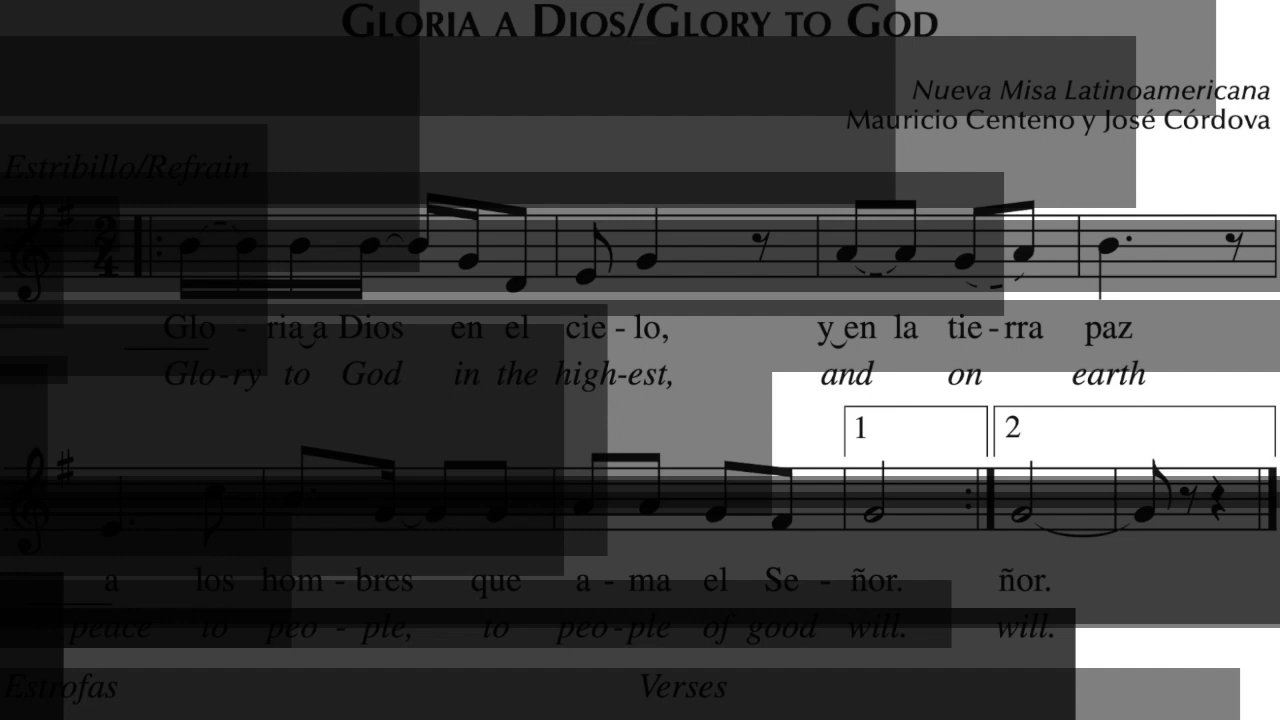 GLORIA A DIOS/GLORY TO GOD
Nueva Misa Latinoamericana
Mauricio Centeno y José Córdova
Estribillo/Refrain
2
4
Glo - ria a Dios en el cie - lo, y en la tie - rra paz
Glo - ry to God in the high-est, and on earth
1 2
a los hom - bres que a - ma el Se - ñor. ñor.
peace to peo - ple, to peo - ple of good will. will.
Estrofas Verses